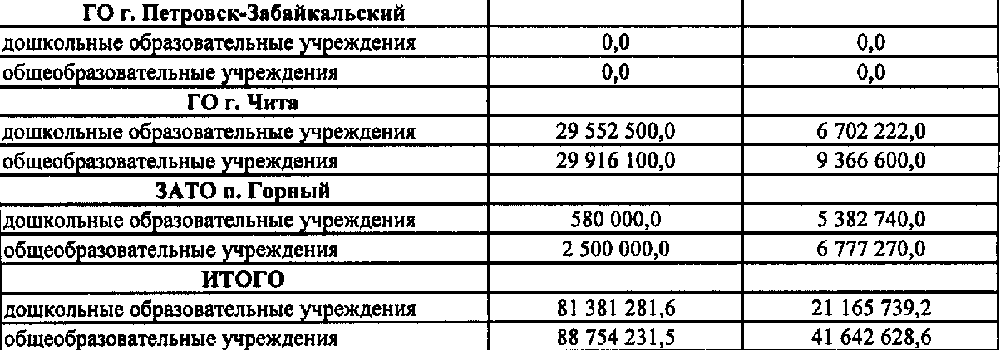 ГО г. Петровск-Забайкальский
дошкольные образовательные учреждения 0,0 0,0
общеобразовательные учреждения 0,0 0,0
ГО г. Чита
дошкольные образовательные учреждения 29 552 500,0 6 702 222,0
общеобразовательные учреждения 29 916 100,0 9 366 600,0
ЗАТО п. Горный
дошкольные образовательные учреждения 580 000,0 5 382 740,0
общеобразовательные учреждения 2 500 000,0 6 777 270,0
ИТОГО
дошкольные образовательные учреждения 81 381 281,6 21 165 739,2
общеобразовательные учреждения 88 754 231,5 41 642 628,6